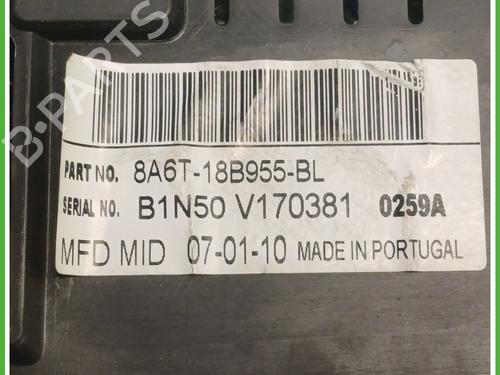 B-PARTS
PART NO. 8A6T-18B955-BL
SERIAL NO. B1N50 V170381 0259A
MFD MID 07-01-10 MADE IN PORTUGAL